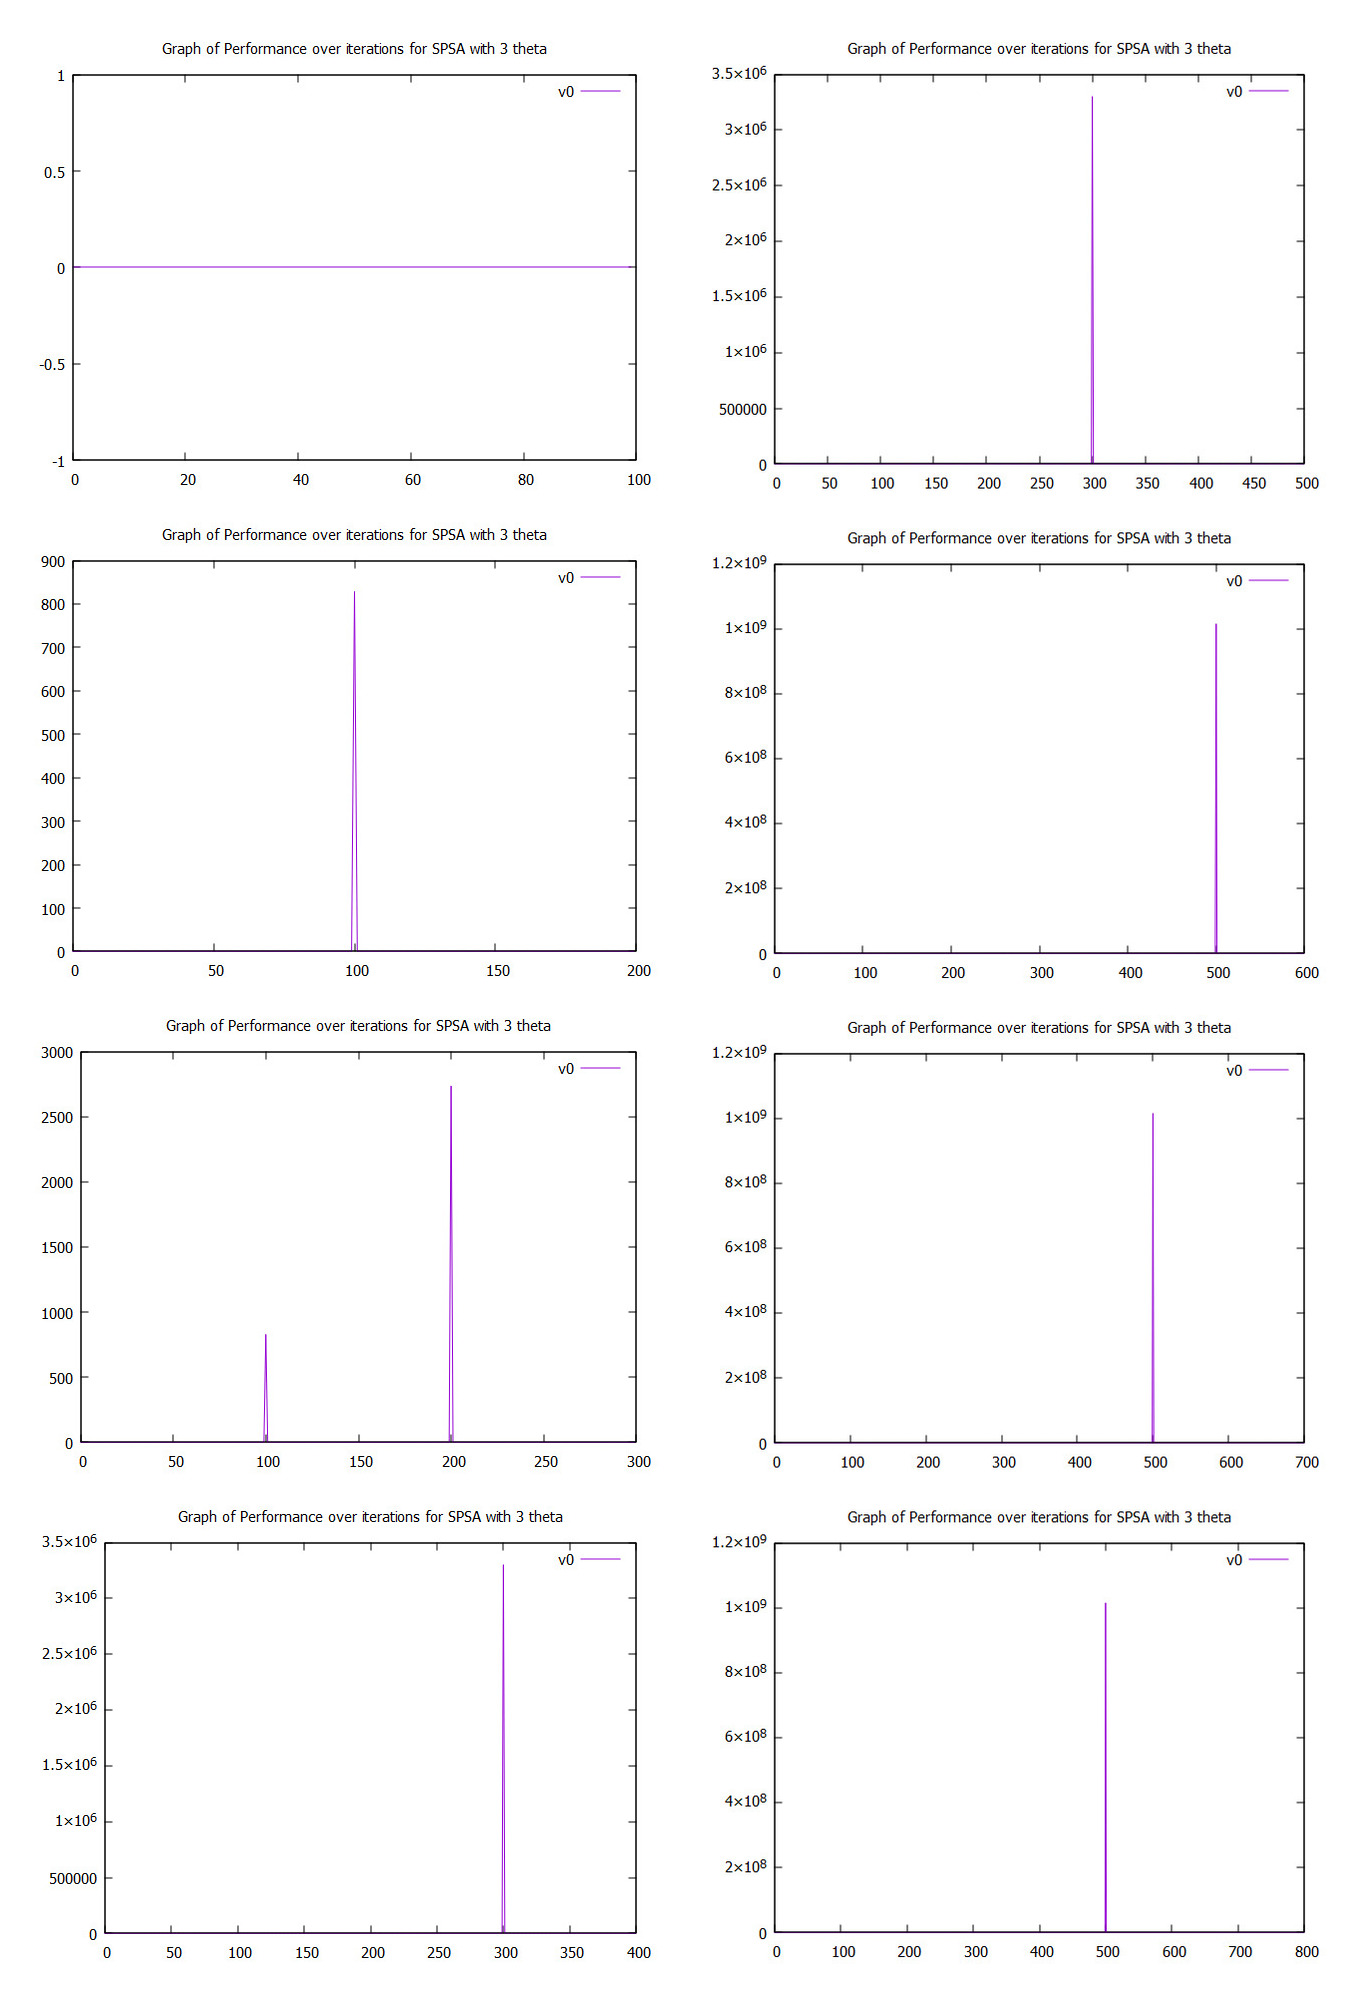 Graph of Performance over iterations for SPSA with 3 theta
v0
1
0.5
0
-0.5
-1
0 20 40 60 80 100
Graph of Performance over iterations for SPSA with 3 theta
v0
900
800
700
600
500
400
300
200
100
0
0 50 100 150 200
Graph of Performance over iterations for SPSA with 3 theta
v0
3000
2500
2000
1500
1000
500
0
0 50 100 150 200 250 300
Graph of Performance over iterations for SPSA with 3 theta
v0
3.5×10⁶
3×10⁶
2.5×10⁶
2×10⁶
1.5×10⁶
1×10⁶
500000
0
0 50 100 150 200 250 300 350 400
Graph of Performance over iterations for SPSA with 3 theta
v0
3.5×10⁶
3×10⁶
2.5×10⁶
2×10⁶
1.5×10⁶
1×10⁶
500000
0
0 50 100 150 200 250 300 350 400 450 500
Graph of Performance over iterations for SPSA with 3 theta
v0
1.2×10⁹
1×10⁹
8×10⁸
6×10⁸
4×10⁸
2×10⁸
0
0 100 200 300 400 500 600
Graph of Performance over iterations for SPSA with 3 theta
v0
1.2×10⁹
1×10⁹
8×10⁸
6×10⁸
4×10⁸
2×10⁸
0
0 100 200 300 400 500 600 700
Graph of Performance over iterations for SPSA with 3 theta
v0
1.2×10⁹
1×10⁹
8×10⁸
6×10⁸
4×10⁸
2×10⁸
0
0 100 200 300 400 500 600 700 800